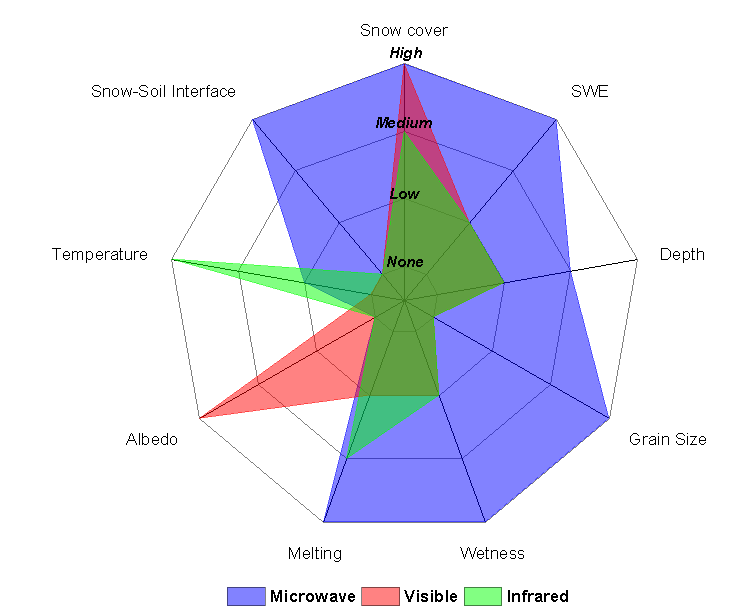 Snow cover
High
Snow-Soil Interface
SWE
Medium
Low
Temperature
Depth
None
Albedo
Grain Size
Melting
Wetness
Microwave Visible Infrared